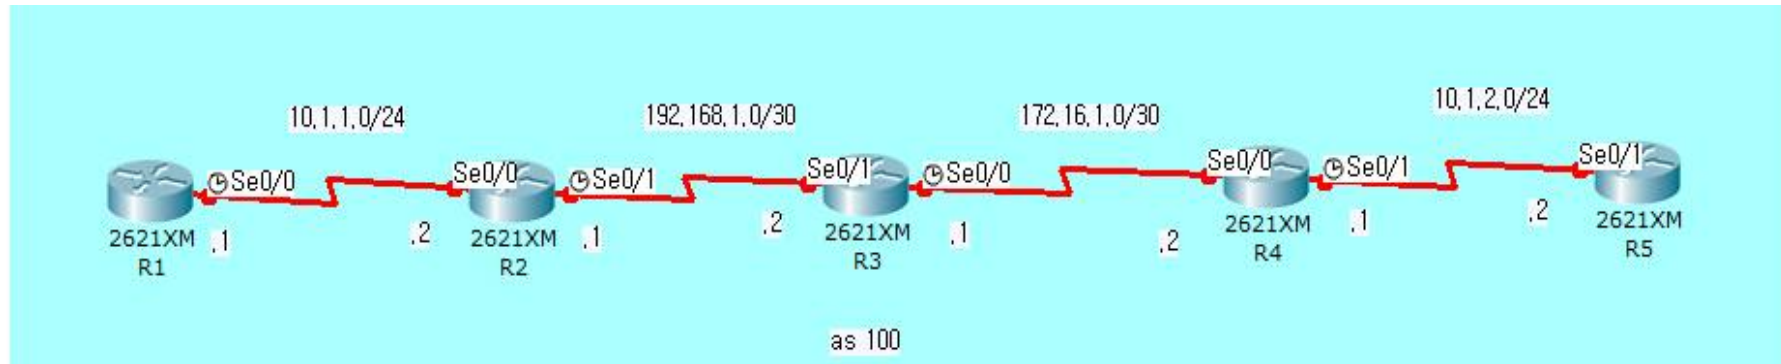 10,1,1,0/24
192,168,1,0/30
172,16,1,0/30
10,1,2,0/24
Se0/0
Se0/0
Se0/1
Se0/1
Se0/0
Se0/0
Se0/1
Se0/1
2621XM
R1
.1
.2
2621XM
R2
.1
.2
2621XM
R3
.1
.2
2621XM
R4
.1
.2
2621XM
R5
as 100